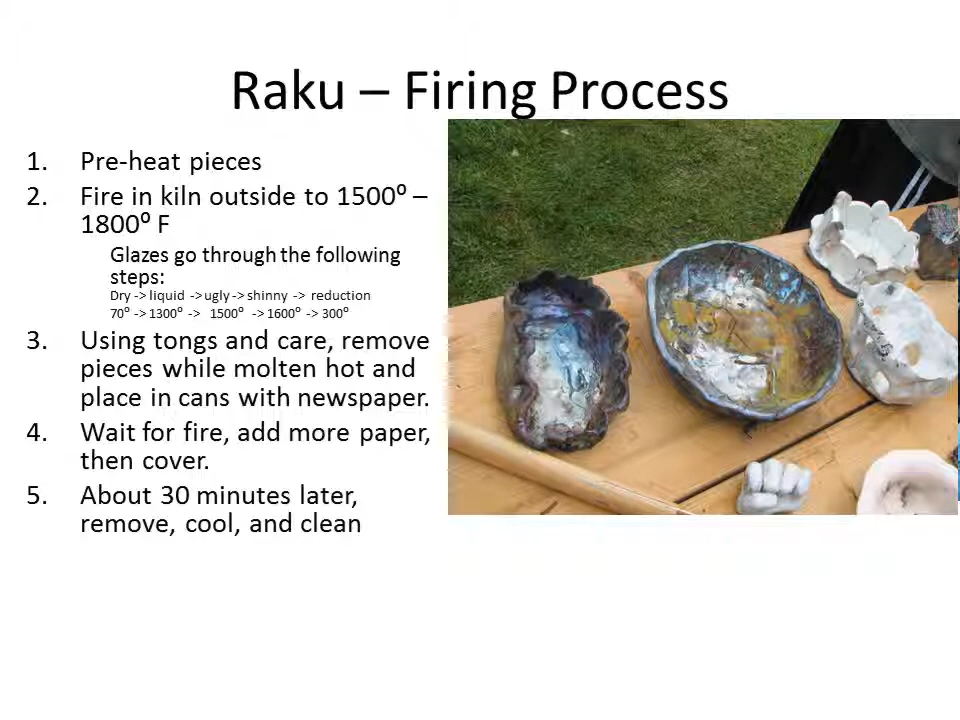 Raku – Firing Process
1. Pre-heat pieces
2. Fire in kiln outside to 1500⁰ –
1800⁰ F
Glazes go through the following
steps:
Dry -> liquid -> ugly -> shinny -> reduction
70⁰ -> 1300⁰ -> 1500⁰ -> 1600⁰ -> 300⁰
3. Using tongs and care, remove
pieces while molten hot and
place in cans with newspaper.
4. Wait for fire, add more paper,
then cover.
5. About 30 minutes later,
remove, cool, and clean